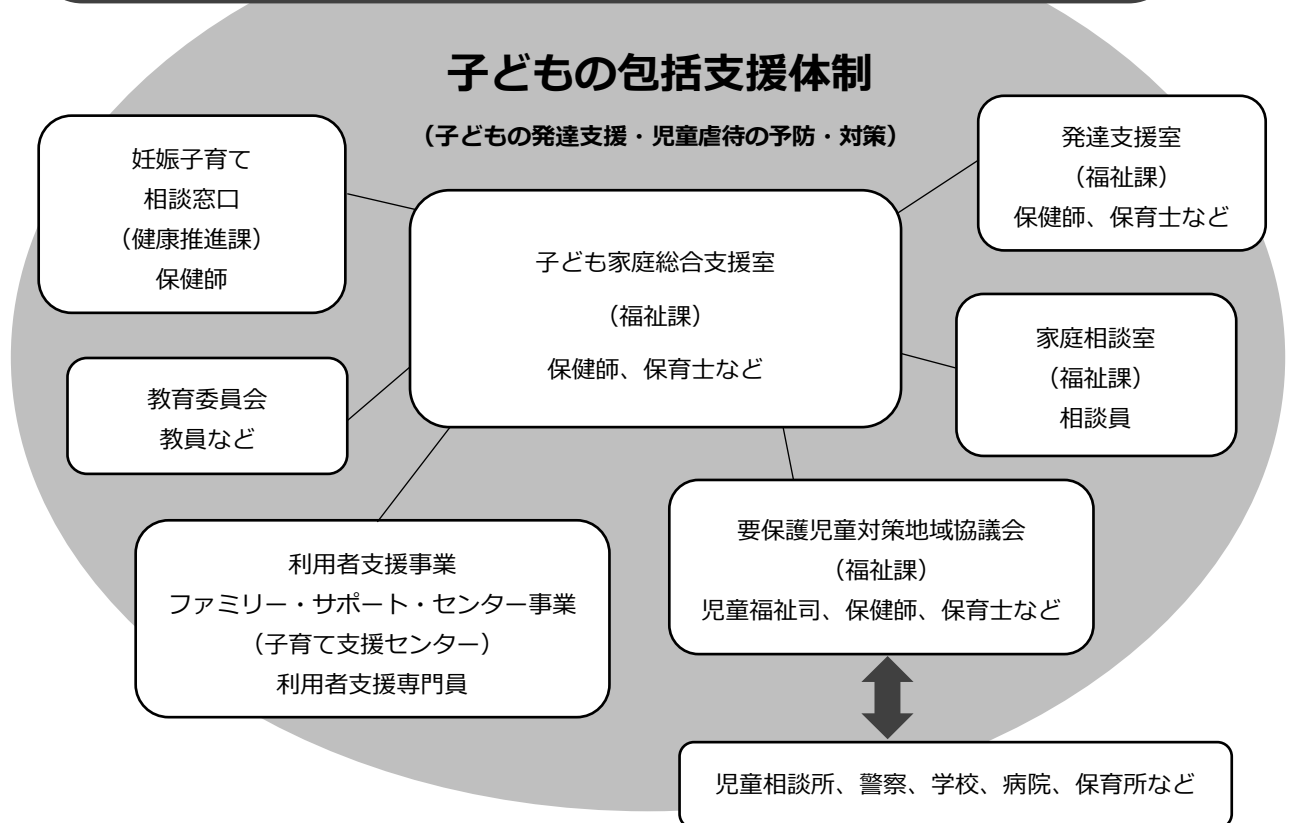 子どもの包括支援体制
（子どもの発達支援・児童虐待の予防・対策）
妊娠子育て
相談窓口
（健康推進課）
保健師
発達支援室
（福祉課）
保健師、保育士など
子ども家庭総合支援室
（福祉課）
保健師、保育士など
家庭相談室
（福祉課）
相談員
教育委員会
教員など
利用者支援事業
ファミリー・サポート・センター事業
（子育て支援センター）
利用者支援専門員
要保護児童対策地域協議会
（福祉課）
児童福祉司、保健師、保育士など
児童相談所、警察、学校、病院、保育所など